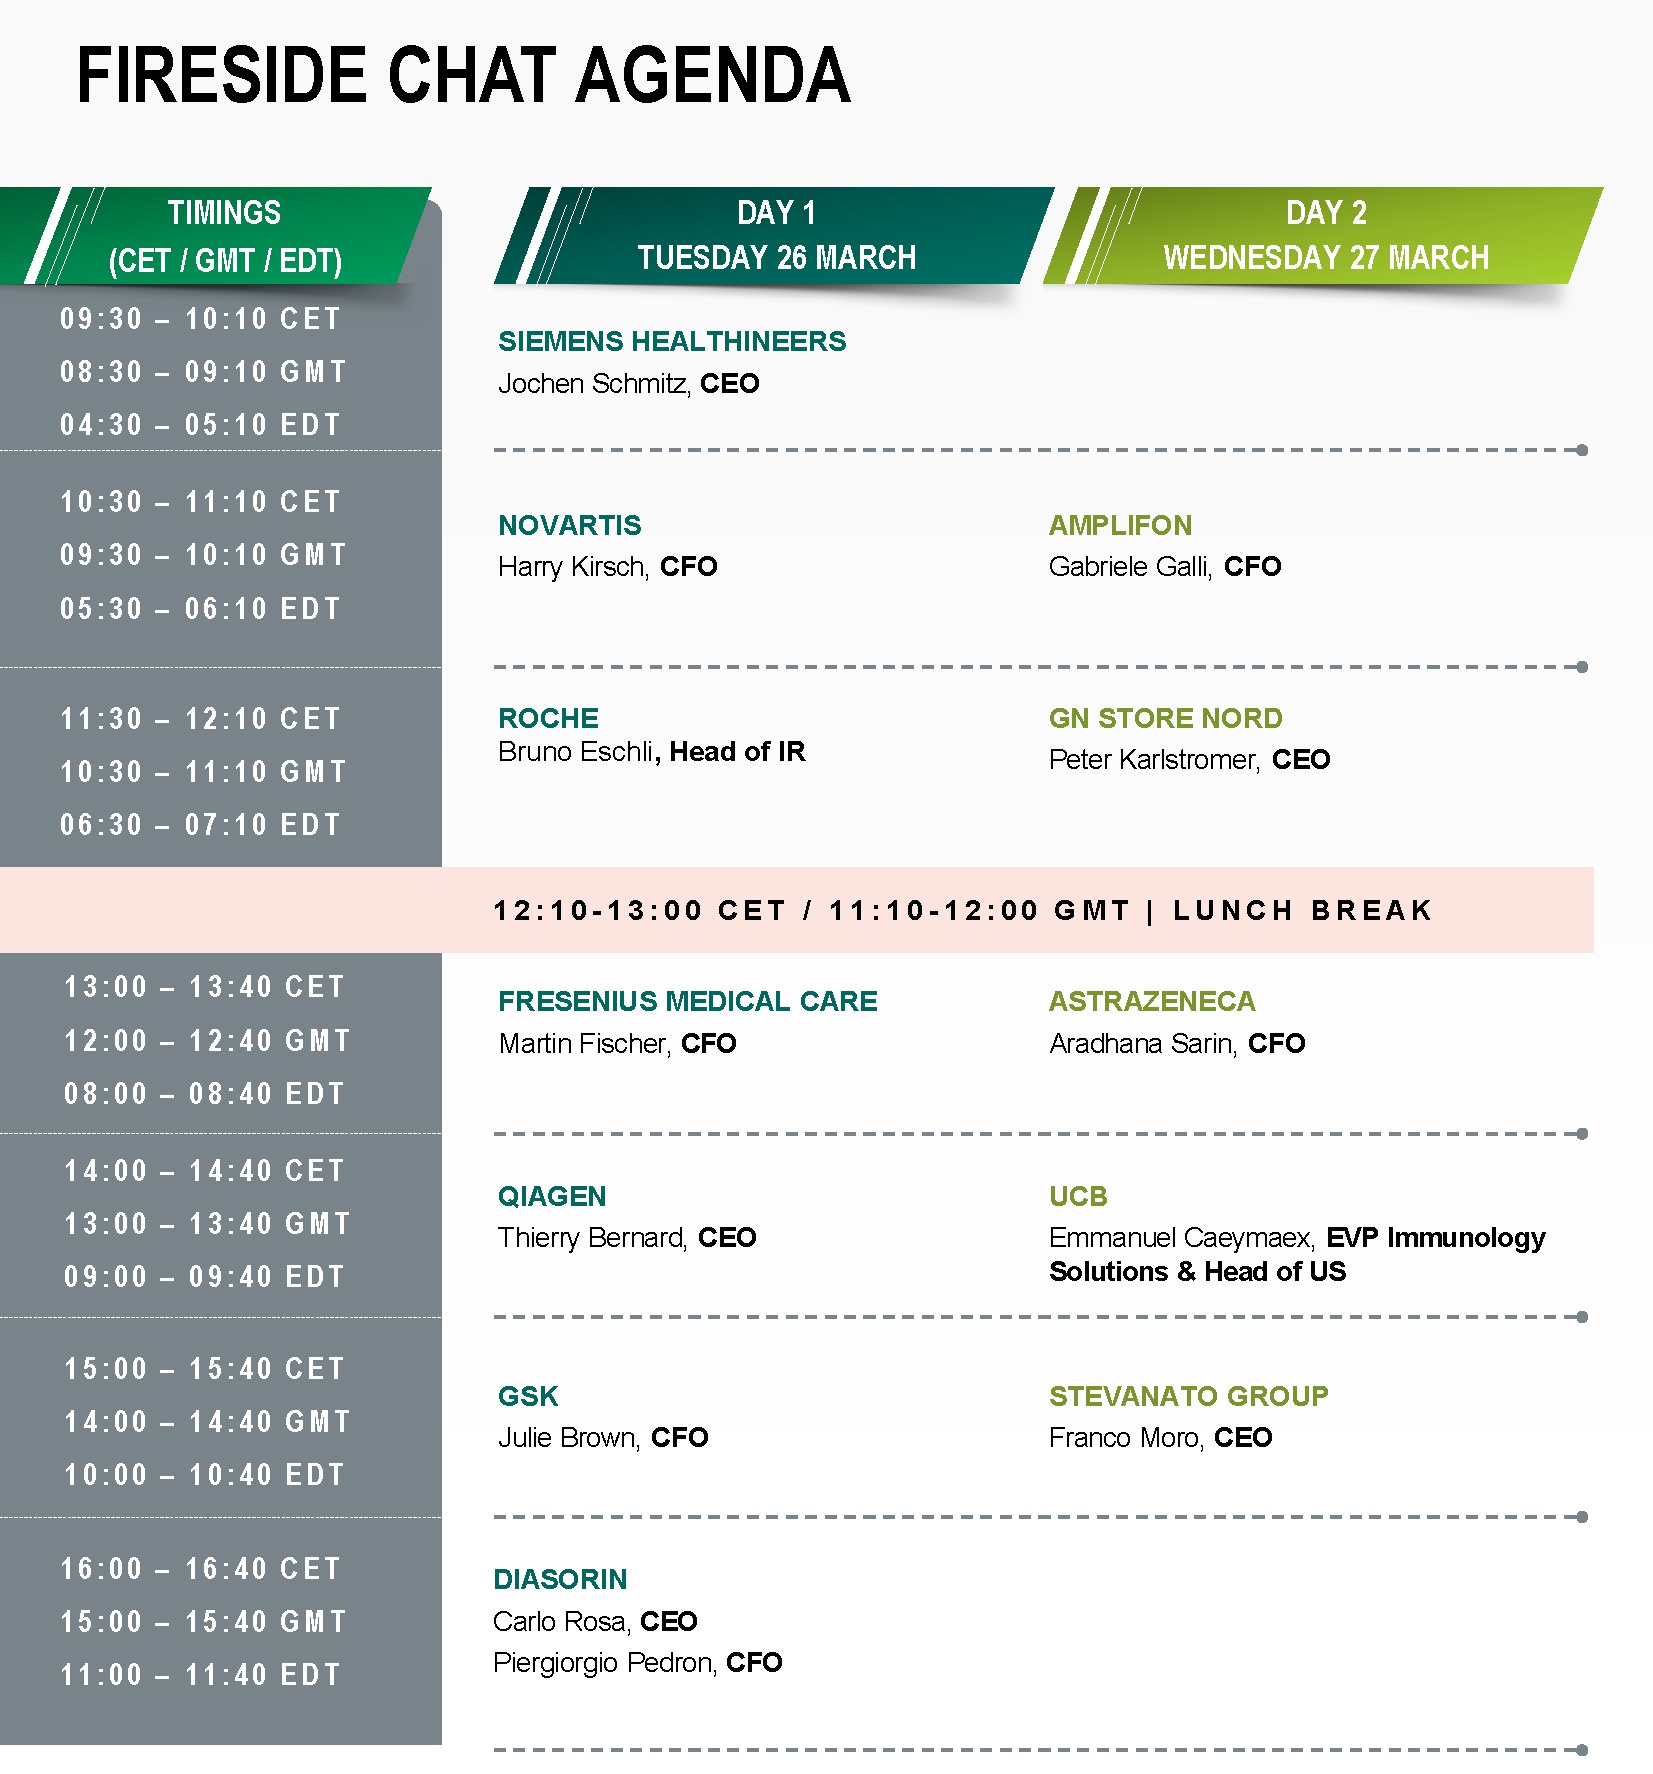 FIRESIDE CHAT AGENDA
TIMINGS
(CET / GMT / EDT)
DAY 1
TUESDAY 26 MARCH
DAY 2
WEDNESDAY 27 MARCH
09:30 – 10:10 CET
08:30 – 09:10 GMT
04:30 – 05:10 EDT
SIEMENS HEALTHINEERS
Jochen Schmitz, CEO
10:30 – 11:10 CET
09:30 – 10:10 GMT
05:30 – 06:10 EDT
NOVARTIS
Harry Kirsch, CFO
AMPLIFON
Gabriele Galli, CFO
11:30 – 12:10 CET
10:30 – 11:10 GMT
06:30 – 07:10 EDT
ROCHE
Bruno Eschli, Head of IR
GN STORE NORD
Peter Karlstromer, CEO
12:10-13:00 CET / 11:10-12:00 GMT | LUNCH BREAK
13:00 – 13:40 CET
12:00 – 12:40 GMT
08:00 – 08:40 EDT
FRESENIUS MEDICAL CARE
Martin Fischer, CFO
ASTRAZENECA
Aradhana Sarin, CFO
14:00 – 14:40 CET
13:00 – 13:40 GMT
09:00 – 09:40 EDT
QIAGEN
Thierry Bernard, CEO
UCB
Emmanuel Caeymaex, EVP Immunology
Solutions & Head of US
15:00 – 15:40 CET
14:00 – 14:40 GMT
10:00 – 10:40 EDT
GSK
Julie Brown, CFO
STEVANATO GROUP
Franco Moro, CEO
16:00 – 16:40 CET
15:00 – 15:40 GMT
11:00 – 11:40 EDT
DIASORIN
Carlo Rosa, CEO
Piergiorgio Pedron, CFO